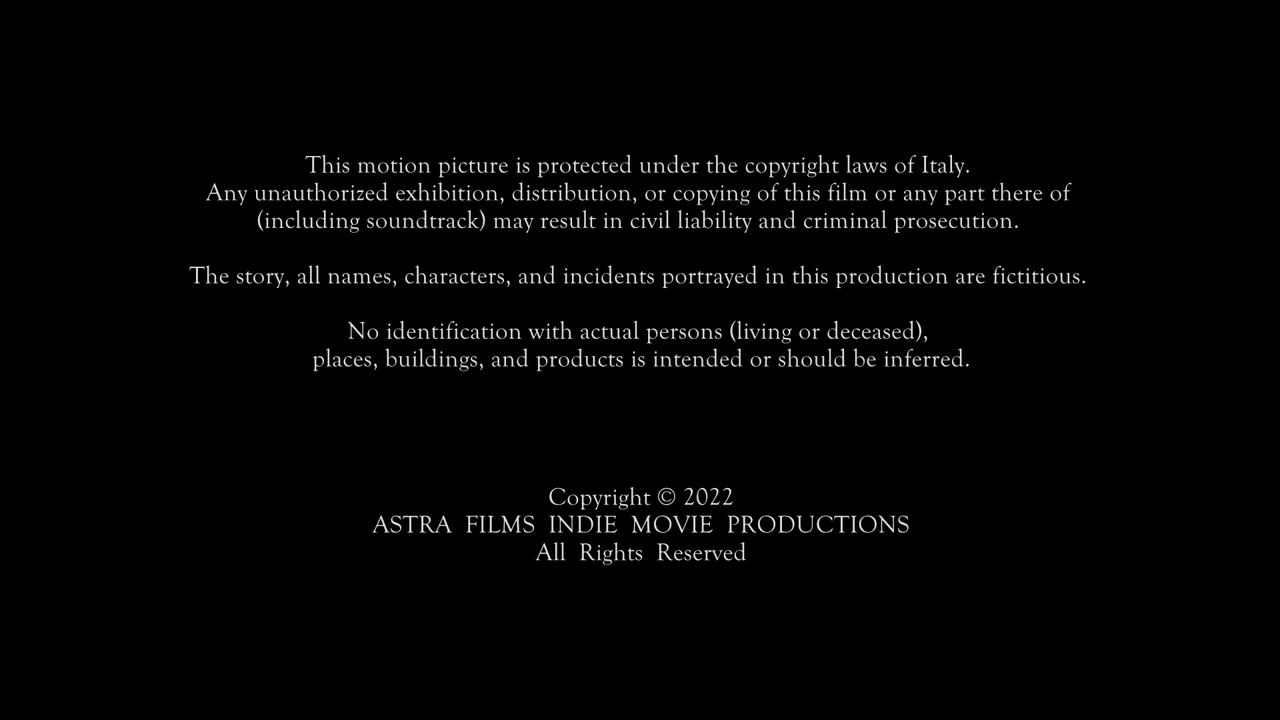 This motion picture is protected under the copyright laws of Italy.
Any unauthorized exhibition, distribution, or copying of this film or any part there of
(including soundtrack) may result in civil liability and criminal prosecution.
The story, all names, characters, and incidents portrayed in this production are fictitious.
No identification with actual persons (living or deceased),
places, buildings, and products is intended or should be inferred.
Copyright © 2022
ASTRA FILMS INDIE MOVIE PRODUCTIONS
All Rights Reserved